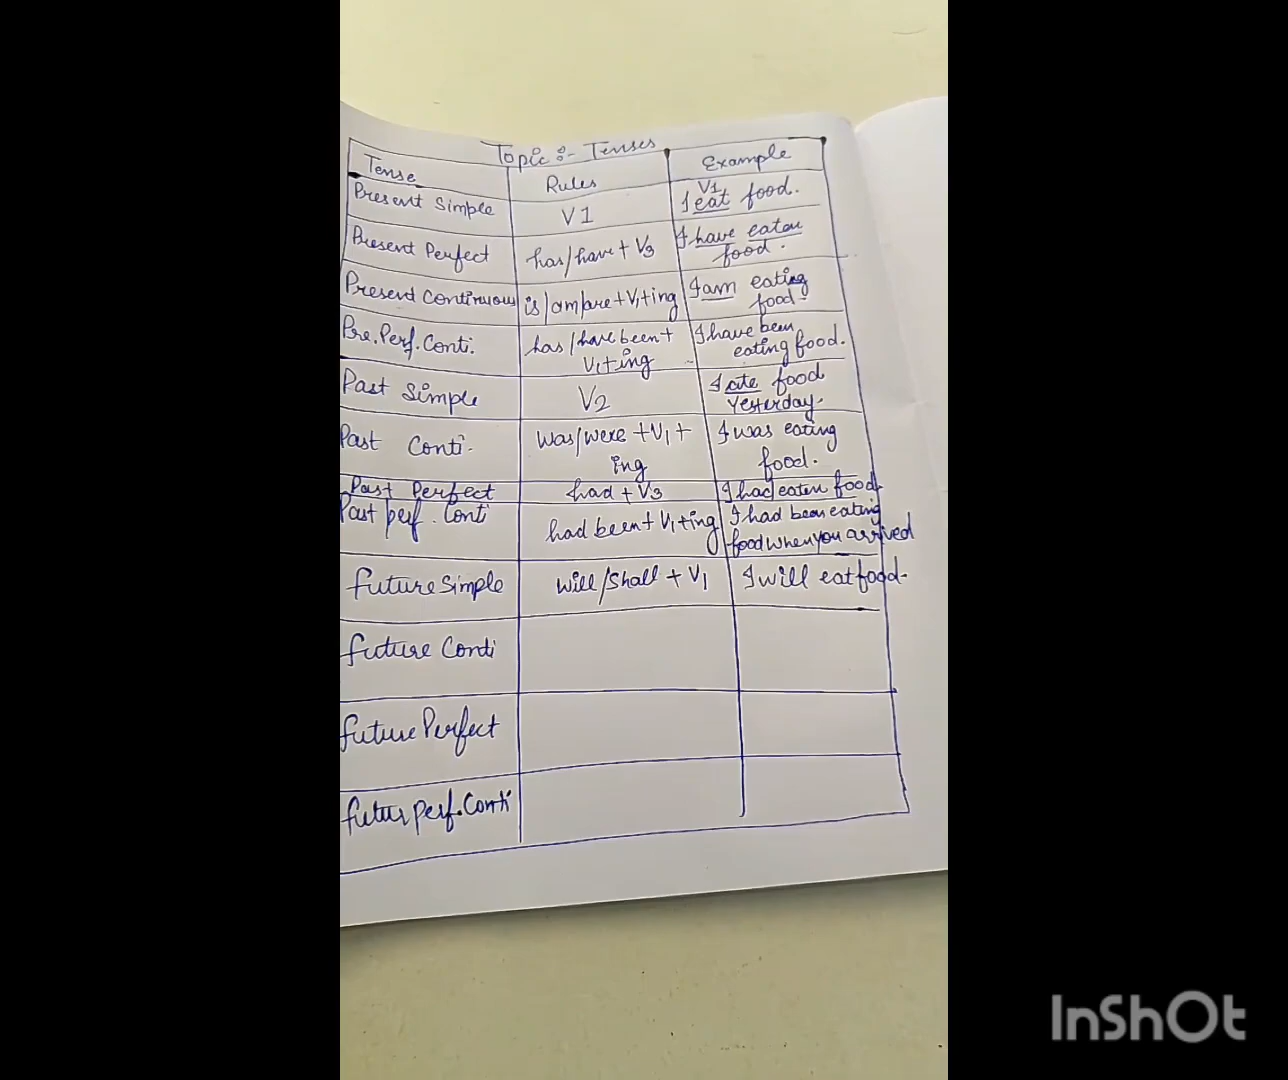 Topic :- Tenses
Tense Rules Example
Present Simple V1 V1
I eat food.
Present Perfect has/have + V3 I have eaten
food.
Present Continuous is/am/are + V1+ing I am eating
food.
Pre. Perf. Conti. has/have been + I have been
V1+ing eating food.
Past Simple V2 I ate food
Yesterday.
Past Conti. was/were + V1 + I was eating
ing food.
Past Perfect had + V3 I had eaten food
Past perf. Conti had been + V1+ing I had been eating
food when you arrived
future Simple will/Shall + V1 I will eat food.
future Conti
future Perfect
futur perf. Conti
InShOt